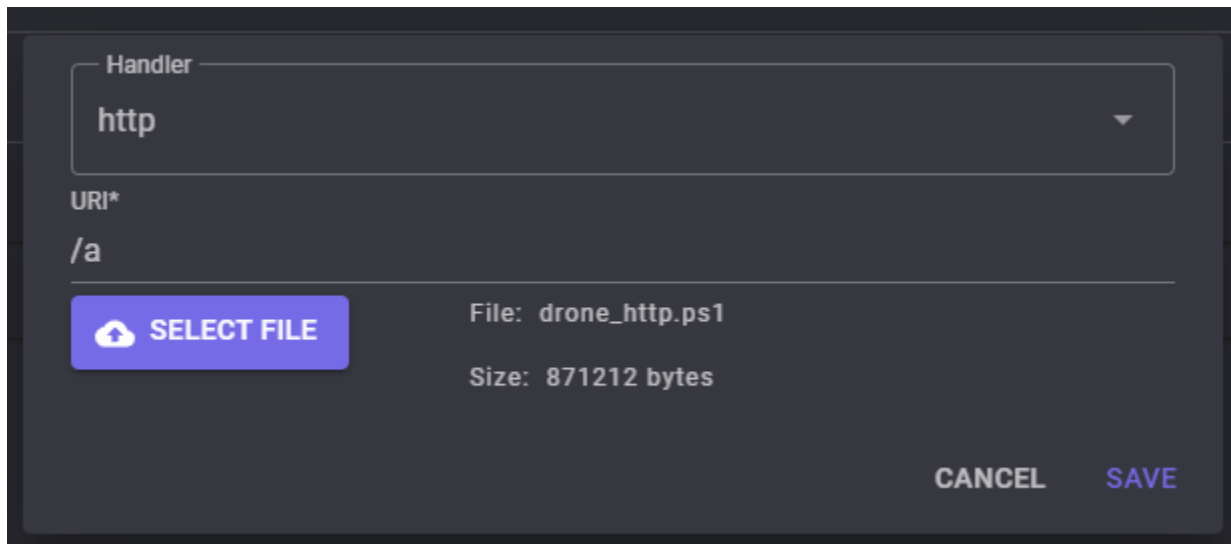 Handler
http
URI*
/a
SELECT FILE
File: drone_http.ps1
Size: 871212 bytes
CANCEL SAVE